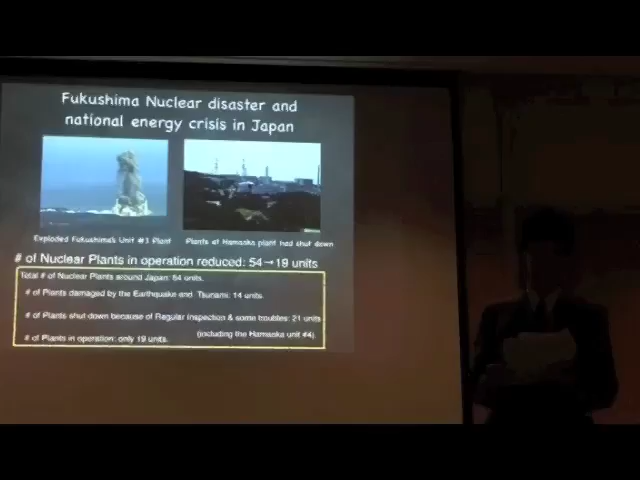 Fukushima Nuclear disaster and
national energy crisis in Japan
Exploded Fukushima's Unit #3 Plant
Plants at Hamaoka plant had shut down
# of Nuclear Plants in operation reduced: 54→19 units
Total # of Nuclear Plants around Japan: 54 units.
# of Plants damaged by the Earthquake and Tsunami: 14 units.
# of Plants shut down because of Regular Inspection & some troubles: 21 units
(including the Hamaoka unit #4).
# of Plants in operation: only 19 units.